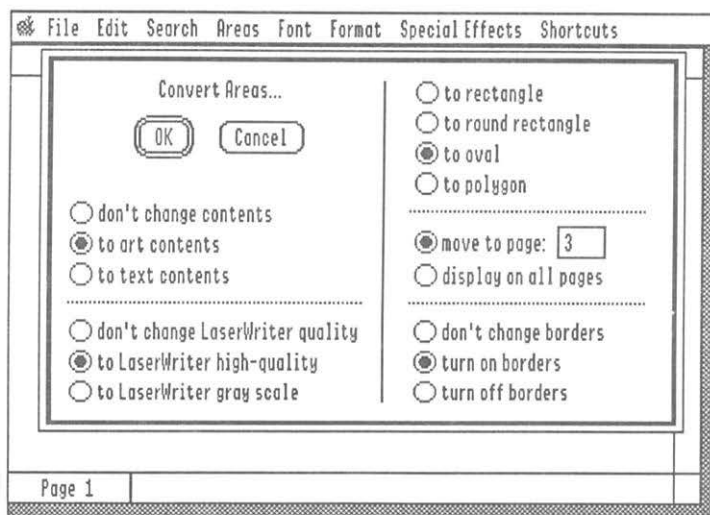 File Edit Search Areas Font Format Special Effects Shortcuts
Convert Areas...
OK Cancel
don't change contents
to art contents
to text contents
don't change LaserWriter quality
to LaserWriter high-quality
to LaserWriter gray scale
to rectangle
to round rectangle
to oval
to polygon
move to page: 3
display on all pages
don't change borders
turn on borders
turn off borders
Page 1